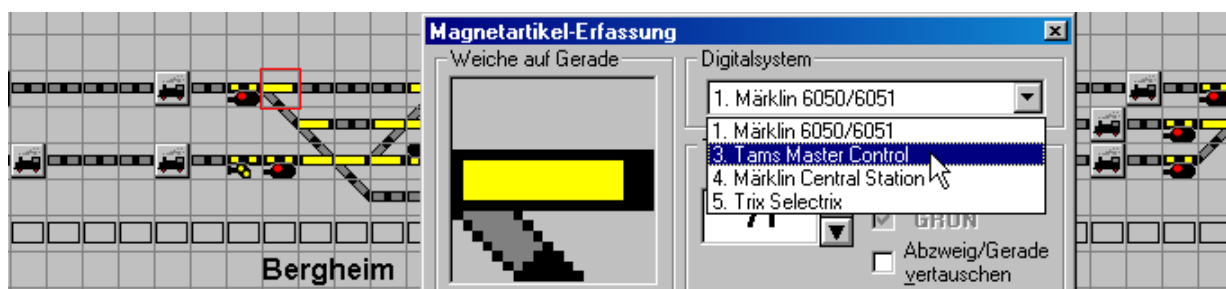 Magnetartikel-Erfassung
Weiche auf Gerade
Digitalsystem
1. Märklin 6050/6051
1. Märklin 6050/6051
3. Tams Master Control
4. Märklin Central Station
5. Trix Selectrix
GRÜN
Abzweig/Gerade
vertauschen
Bergheim